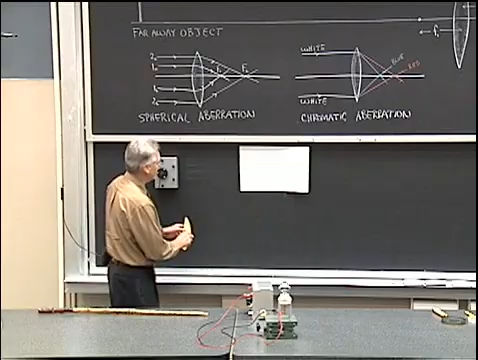 FAR AWAY OBJECT
WHITE
BLUE
RED
WHITE
SPHERICAL ABERRATION
CHROMATIC ABERRATION